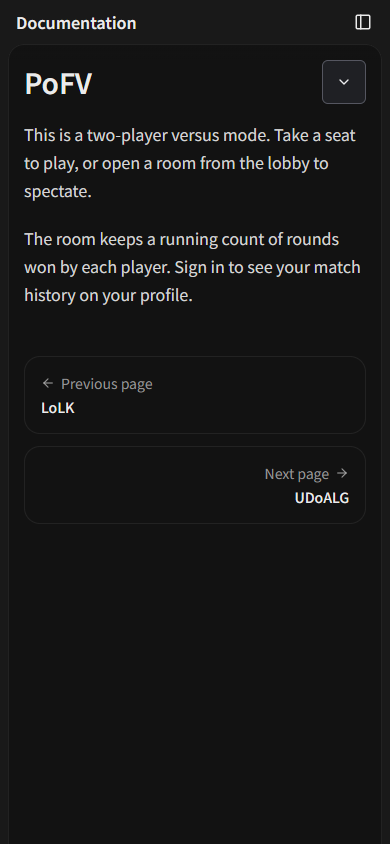 Documentation
PoFV
This is a two-player versus mode. Take a seat
to play, or open a room from the lobby to
spectate.
The room keeps a running count of rounds
won by each player. Sign in to see your match
history on your profile.
← Previous page
LoLK
Next page →
UDoALG